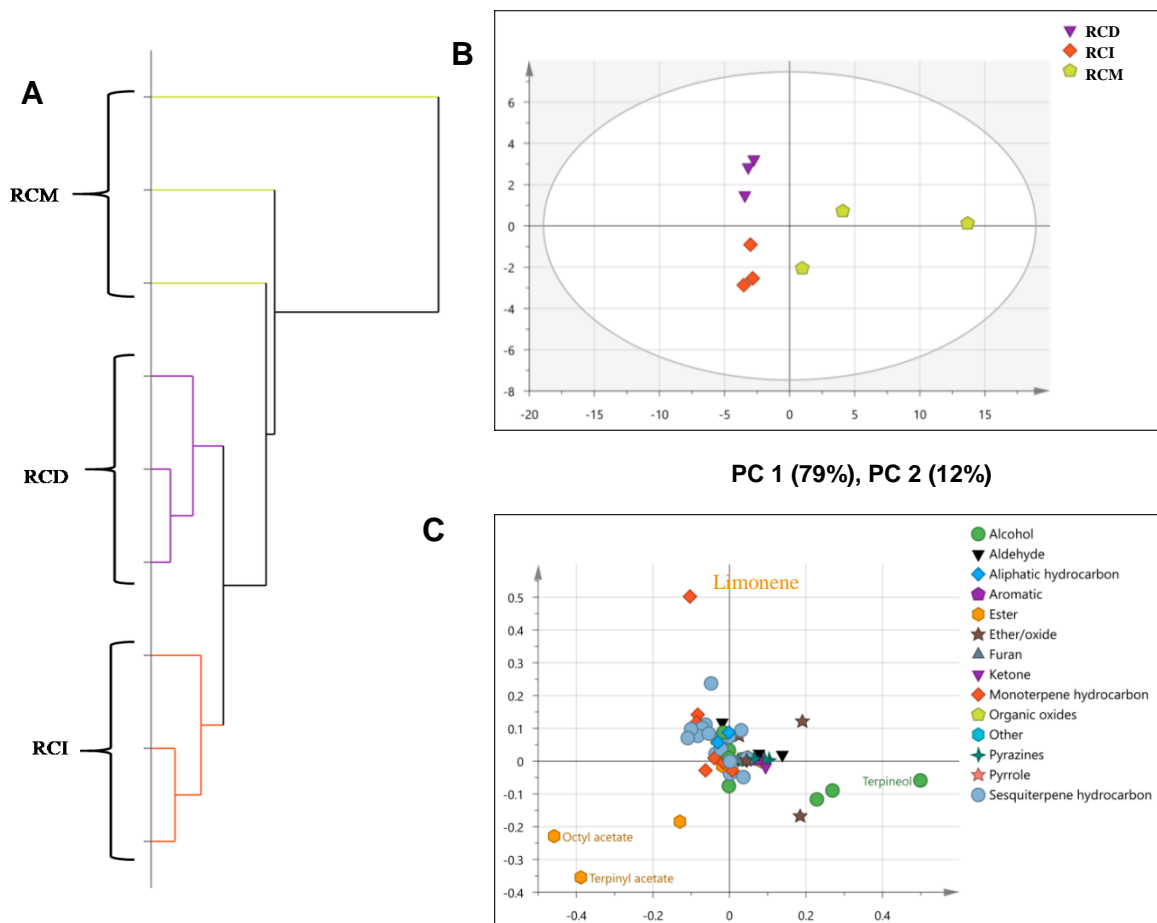 A
RCM
RCD
RCI
B
RCD
RCI
RCM
6
4
2
0
-2
-4
-6
-8
-20 -15 -10 -5 0 5 10 15
PC 1 (79%), PC 2 (12%)
C
Limonene
0.5
0.4
0.3
0.2
0.1
0
-0.1
-0.2
-0.3
-0.4
Terpineol
Octyl acetate
Terpinyl acetate
-0.4 -0.2 0 0.2 0.4
Alcohol
Aldehyde
Aliphatic hydrocarbon
Aromatic
Ester
Ether/oxide
Furan
Ketone
Monoterpene hydrocarbon
Organic oxides
Other
Pyrazines
Pyrrole
Sesquiterpene hydrocarbon